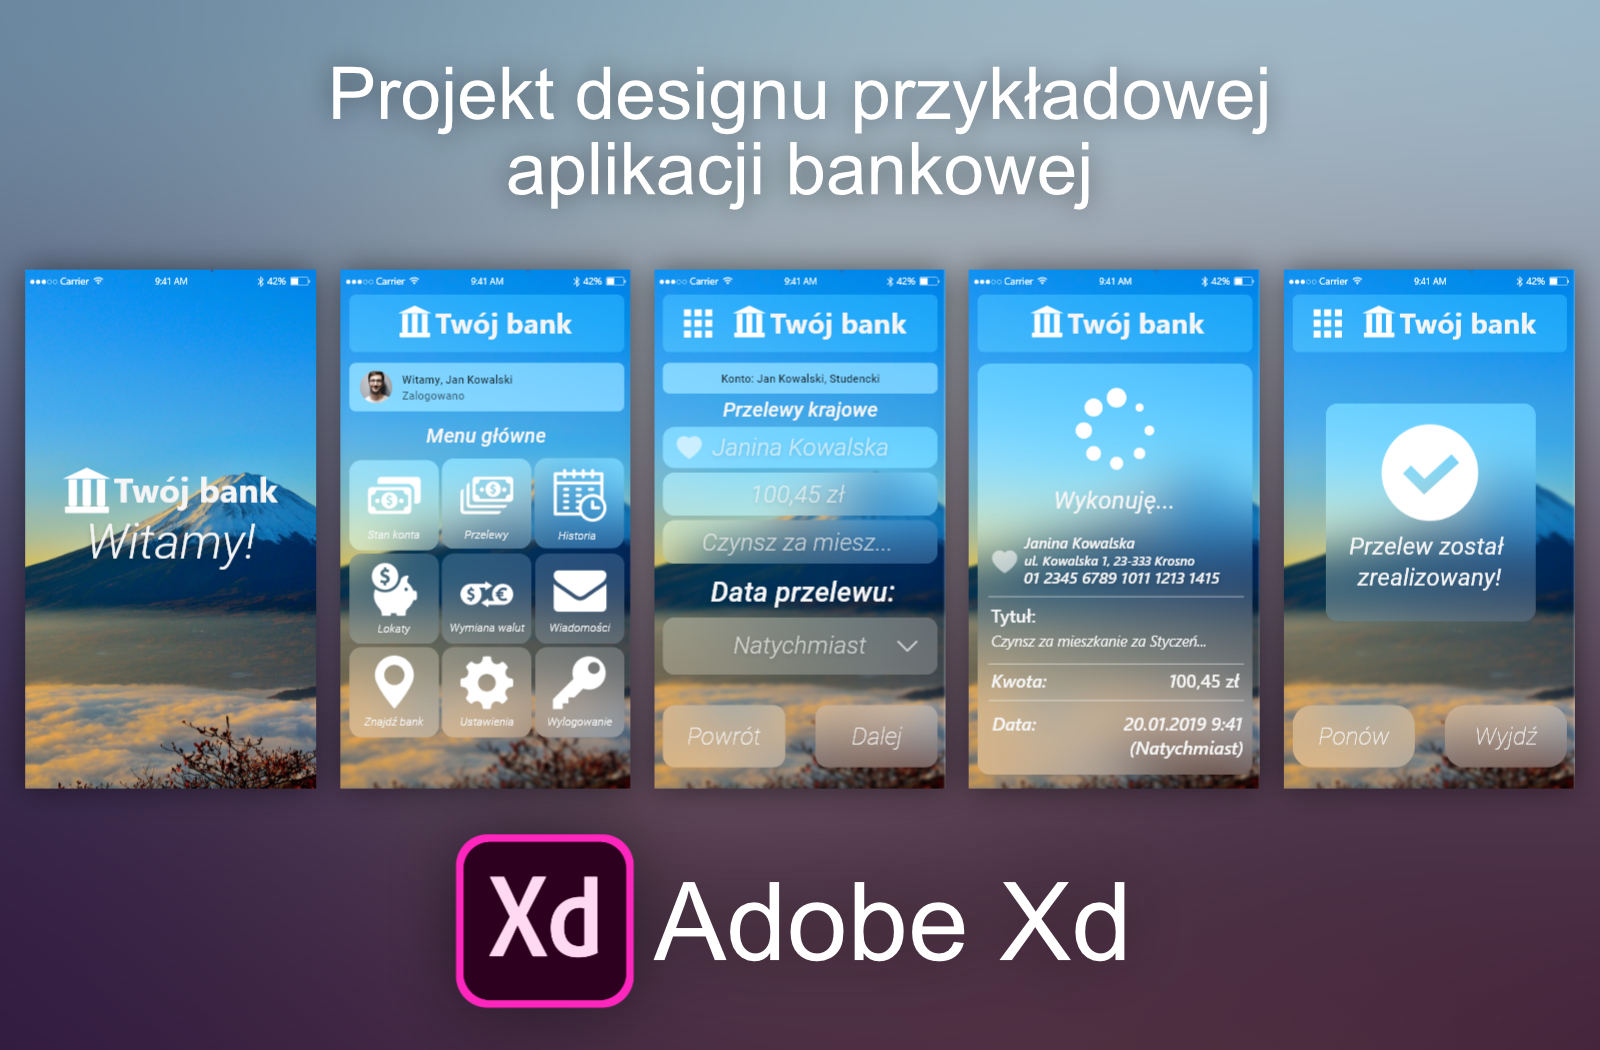 Projekt designu przykładowej
aplikacji bankowej
Carrier 9:41 AM 42%
Twój bank
Witamy!
Carrier 9:41 AM 42%
Twój bank
Witamy, Jan Kowalski
Zalogowano
Menu główne
Stan konta Przelewy Historia
Lokaty Wymiana walut Wiadomości
Znajdź bank Ustawienia Wylogowanie
Carrier 9:41 AM 42%
Twój bank
Konto: Jan Kowalski, Studencki
Przelewy krajowe
Janina Kowalska
100,45 zł
Czynsz za miesz...
Data przelewu:
Natychmiast
Powrót Dalej
Carrier 9:41 AM 42%
Twój bank
Wykonuję...
Janina Kowalska
ul. Kowalska 1, 23-333 Krosno
01 2345 6789 1011 1213 1415
Tytuł:
Czynsz za mieszkanie za Styczeń...
Kwota: 100,45 zł
Data: 20.01.2019 9:41
(Natychmiast)
Carrier 9:41 AM 42%
Twój bank
Przelew został
zrealizowany!
Ponów Wyjdź
Xd Adobe Xd